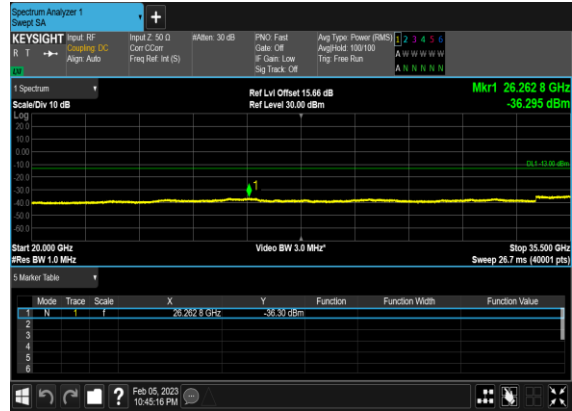 Spectrum Analyzer 1
Swept SA
KEYSIGHT Input: RF Input Z: 50 Ω #Atten: 30 dB PNO: Fast Avg Type: Power (RMS) 1 2 3 4 5 6
R T Coupling: DC Corr CCorr Gate: Off Avg|Hold: 100/100 A W W W W W
Align: Auto Freq Ref: Int (S) IF Gain: Low Trig: Free Run
Sig Track: Off A N N N N N
1 Spectrum Ref Lvl Offset 15.66 dB Mkr1 26.262 8 GHz
Scale/Div 10 dB Ref Level 30.00 dBm -36.295 dBm
Log
20.0
10.0
0.00
-10.0 DL1 -13.00 dBm
-20.0
-30.0 1
-40.0
-50.0
-60.0
Start 20.000 GHz Video BW 3.0 MHz* Stop 35.500 GHz
#Res BW 1.0 MHz Sweep 26.7 ms (40001 pts)
5 Marker Table
Mode Trace Scale X Y Function Function Width Function Value
1 N 1 f 26.262 8 GHz -36.30 dBm
2
3
4
5
6
? Feb 05, 2023
10:45:16 PM